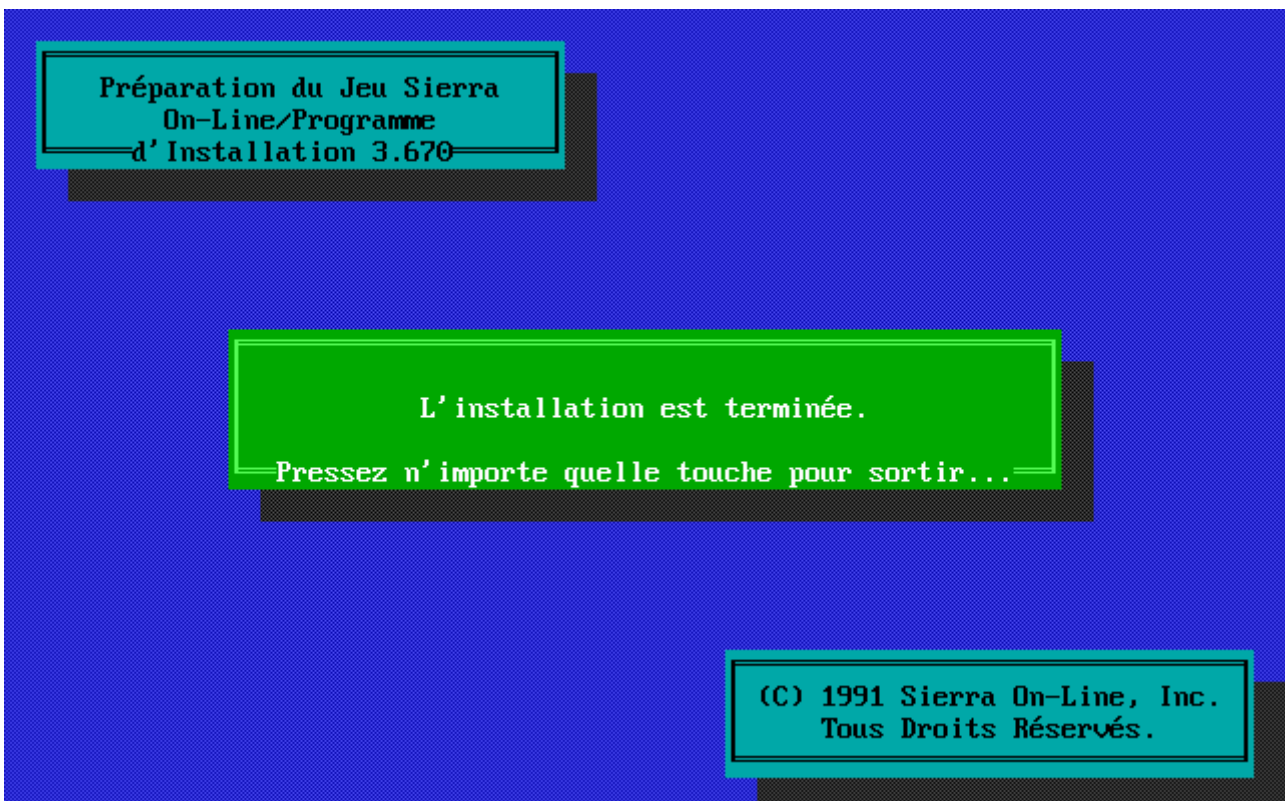 Préparation du Jeu Sierra
On-Line/Programme
d'Installation 3.670
L'installation est terminée.
Pressez n'importe quelle touche pour sortir...
(C) 1991 Sierra On-Line, Inc.
Tous Droits Réservés.